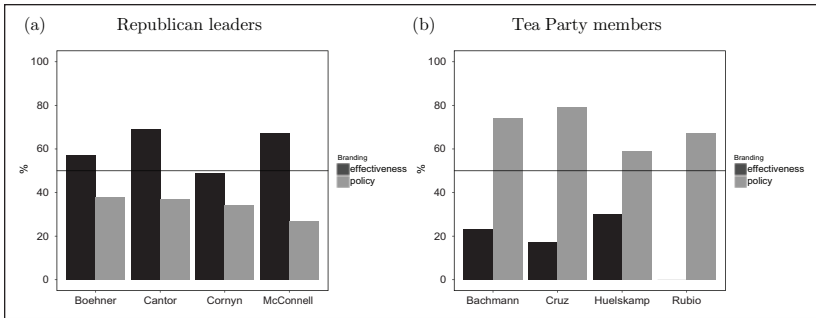 (a) Republican leaders
100
80
60
40
20
0
%
Boehner Cantor Cornyn McConnell
Branding
effectiveness
policy
(b) Tea Party members
100
80
60
40
20
0
%
Bachmann Cruz Huelskamp Rubio
Branding
effectiveness
policy